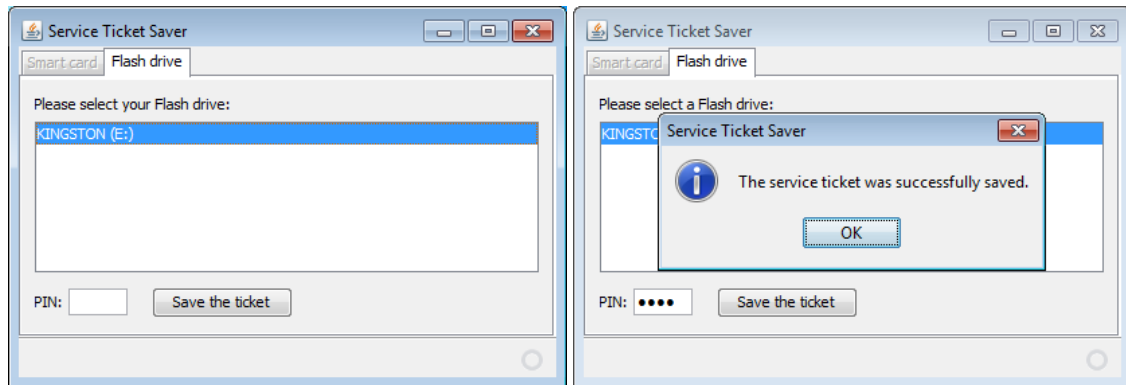 Service Ticket Saver
Smart card Flash drive
Please select your Flash drive:
KINGSTON (E:)
PIN: Save the ticket
Service Ticket Saver
Smart card Flash drive
Please select a Flash drive:
KINGSTO
Service Ticket Saver
The service ticket was successfully saved.
OK
PIN: •••• Save the ticket